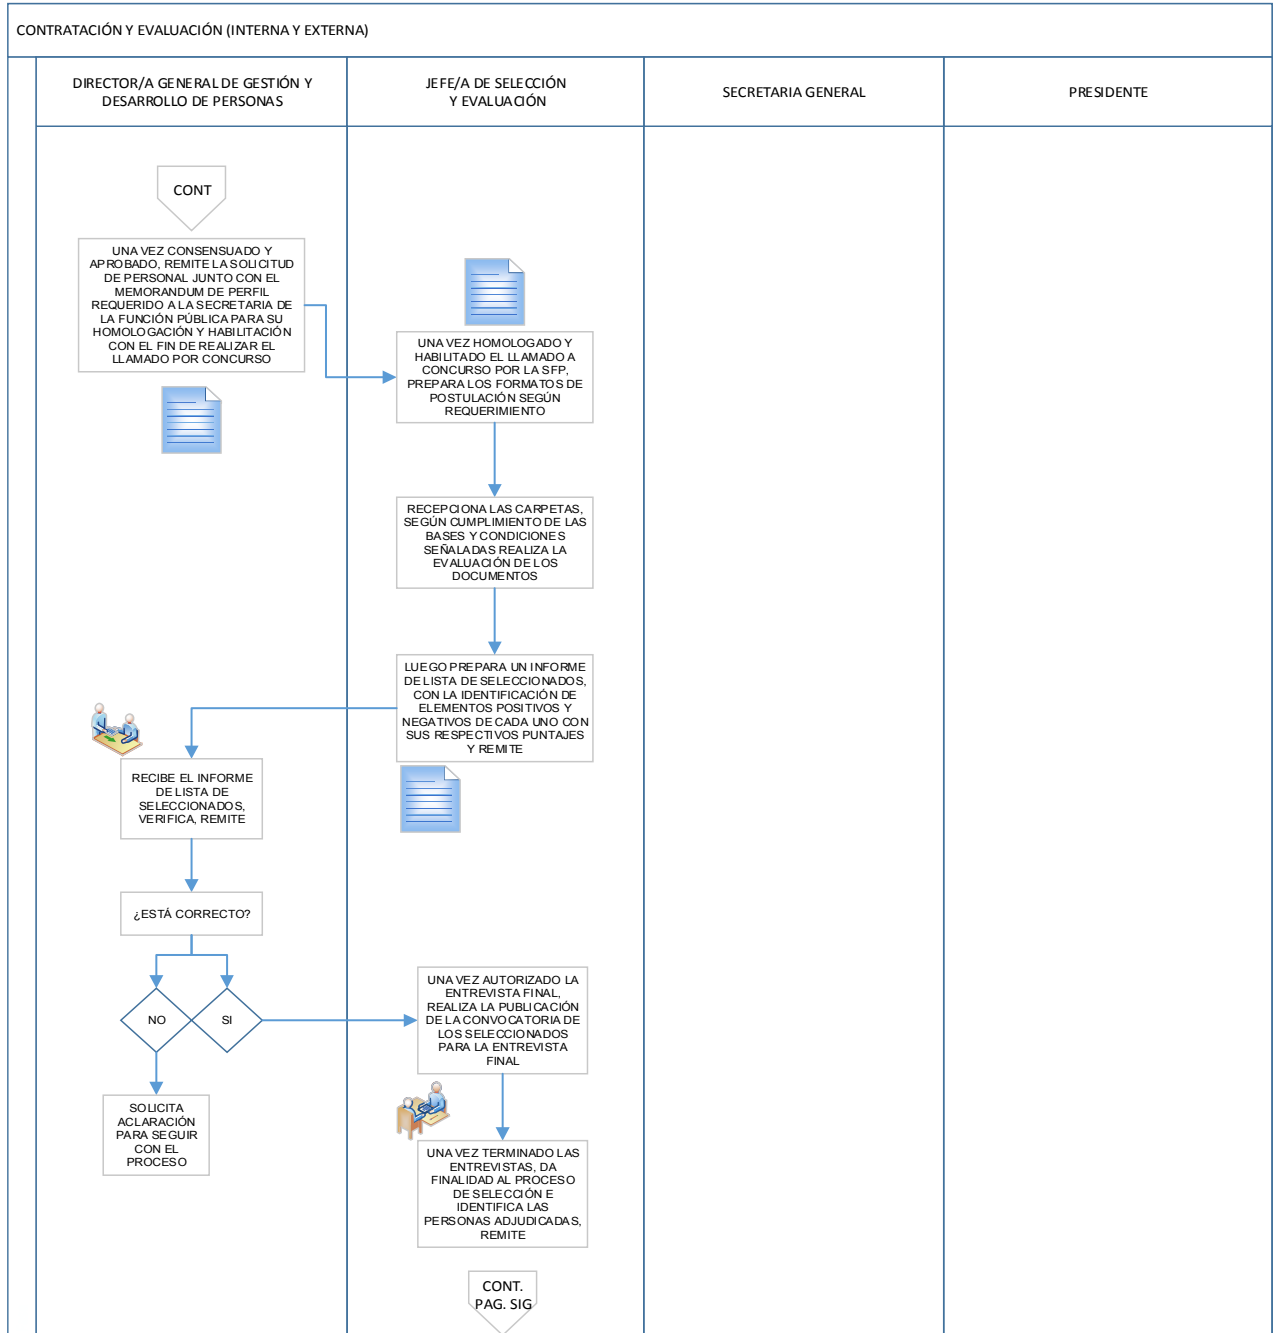 CONTRATACIÓN Y EVALUACIÓN (INTERNA Y EXTERNA)
DIRECTOR/A GENERAL DE GESTIÓN Y
DESARROLLO DE PERSONAS
JEFE/A DE SELECCIÓN
Y EVALUACIÓN
SECRETARIA GENERAL
PRESIDENTE
CONT
UNA VEZ CONSENSUADO Y
APROBADO, REMITE LA SOLICITUD
DE PERSONAL JUNTO CON EL
MEMORANDUM DE PERFIL
REQUERIDO A LA SECRETARIA DE
LA FUNCIÓN PÚBLICA PARA SU
HOMOLOGACIÓN Y HABILITACIÓN
CON EL FIN DE REALIZAR EL
LLAMADO POR CONCURSO
UNA VEZ HOMOLOGADO Y
HABILITADO EL LLAMADO A
CONCURSO POR LA SFP,
PREPARA LOS FORMATOS DE
POSTULACIÓN SEGÚN
REQUERIMIENTO
RECEPCIONA LAS CARPETAS,
SEGÚN CUMPLIMIENTO DE LAS
BASES Y CONDICIONES
SEÑALADAS REALIZA LA
EVALUACIÓN DE LOS
DOCUMENTOS
LUEGO PREPARA UN INFORME
DE LISTA DE SELECCIONADOS,
CON LA IDENTIFICACIÓN DE
ELEMENTOS POSITIVOS Y
NEGATIVOS DE CADA UNO CON
SUS RESPECTIVOS PUNTAJES
Y REMITE
RECIBE EL INFORME
DE LISTA DE
SELECCIONADOS,
VERIFICA, REMITE
¿ESTÁ CORRECTO?
NO
SI
UNA VEZ AUTORIZADO LA
ENTREVISTA FINAL,
REALIZA LA PUBLICACIÓN
DE LA CONVOCATORIA DE
LOS SELECCIONADOS
PARA LA ENTREVISTA
FINAL
SOLICITA
ACLARACIÓN
PARA SEGUIR
CON EL
PROCESO
UNA VEZ TERMINADO LAS
ENTREVISTAS, DA
FINALIDAD AL PROCESO
DE SELECCIÓN E
IDENTIFICA LAS
PERSONAS ADJUDICADAS,
REMITE
CONT.
PAG. SIG